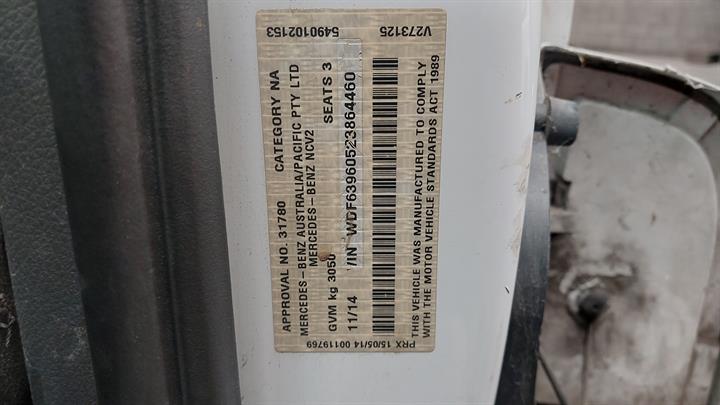 APPROVAL NO. 31780 CATEGORY NA
MERCEDES-BENZ AUSTRALIA/PACIFIC PTY LTD
MERCEDES-BENZ NCV2
GVM kg 3050 SEATS 3
11/14 VIN WDF63960523864460
THIS VEHICLE WAS MANUFACTURED TO COMPLY
WITH THE MOTOR VEHICLE STANDARDS ACT 1989
5490102153 V273125
PRX 15/05/14 00119769